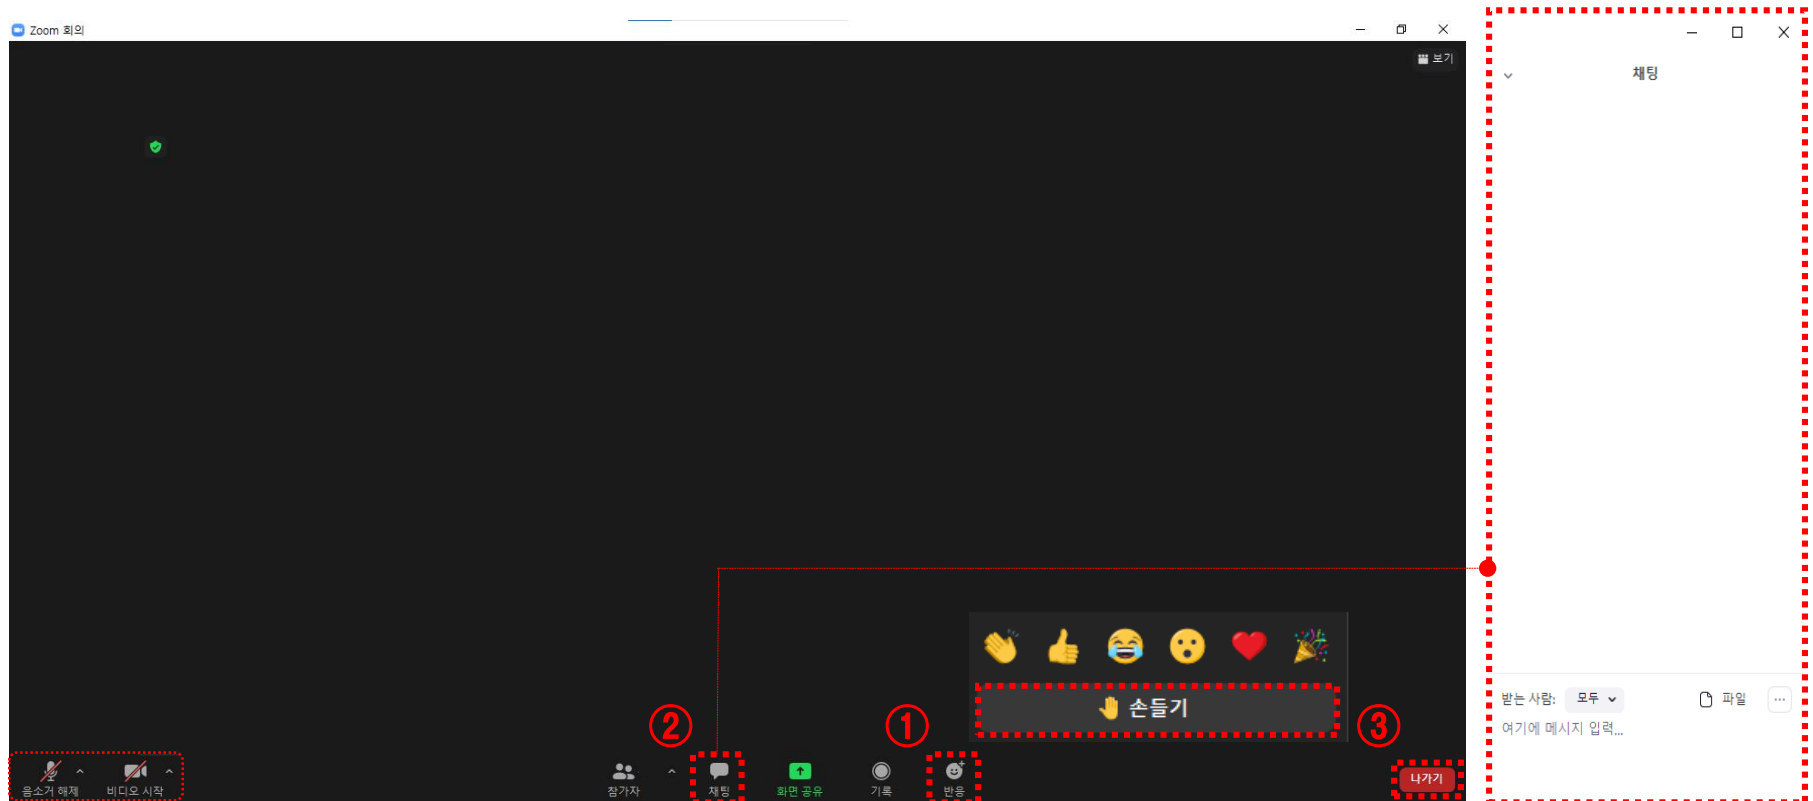 Zoom 회의
보기
채팅
손들기
받는 사람: 모두
파일
여기에 메시지 입력...
②
①
③
음소거 해제
비디오 시작
참가자
채팅
화면 공유
기록
반응
나가기